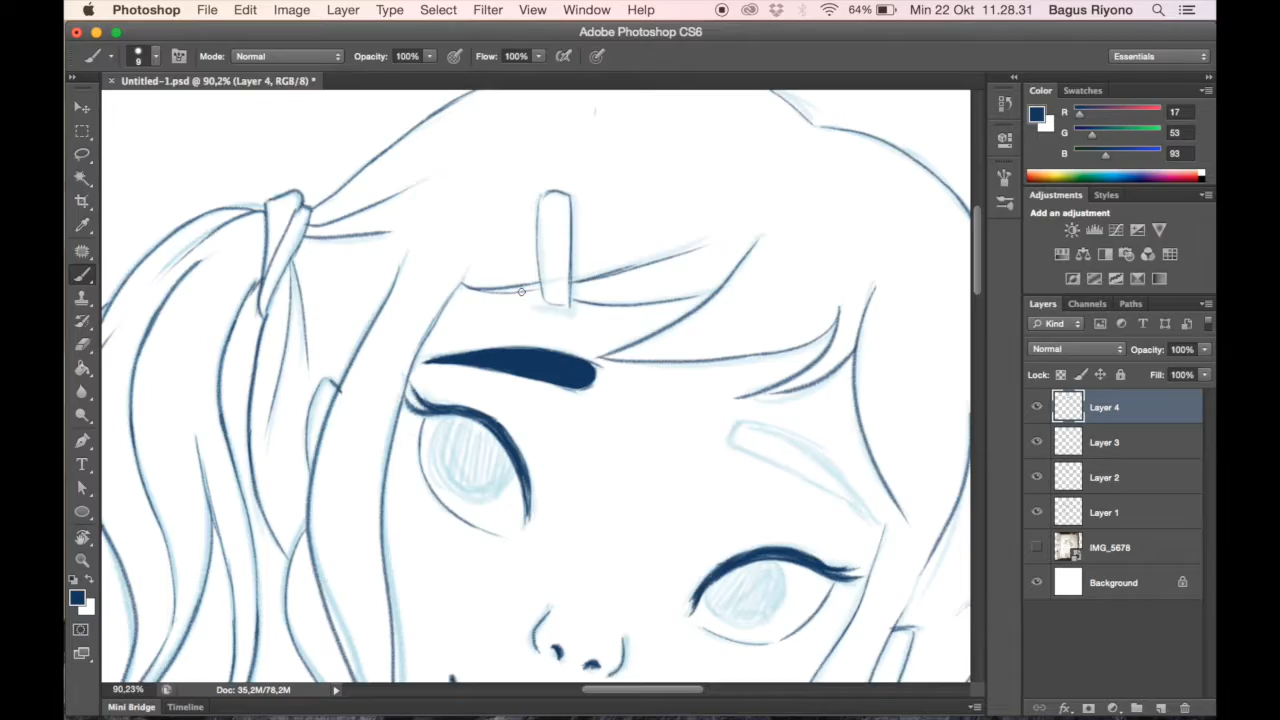 Photoshop File Edit Image Layer Type Select Filter View Window Help 64% Min 22 Okt 11.28.31 Bagus Riyono
Adobe Photoshop CS6
9 Mode: Normal Opacity: 100% Flow: 100% Essentials
× Untitled-1.psd @ 90,2% (Layer 4, RGB/8) *
Color Swatches
R 17
G 53
B 93
Adjustments Styles
Add an adjustment
Layers Channels Paths
Kind
Normal Opacity: 100%
Lock: Fill: 100%
Layer 4
Layer 3
Layer 2
Layer 1
IMG_5678
Background
90,23% Doc: 35,2M/78,2M
Mini Bridge Timeline